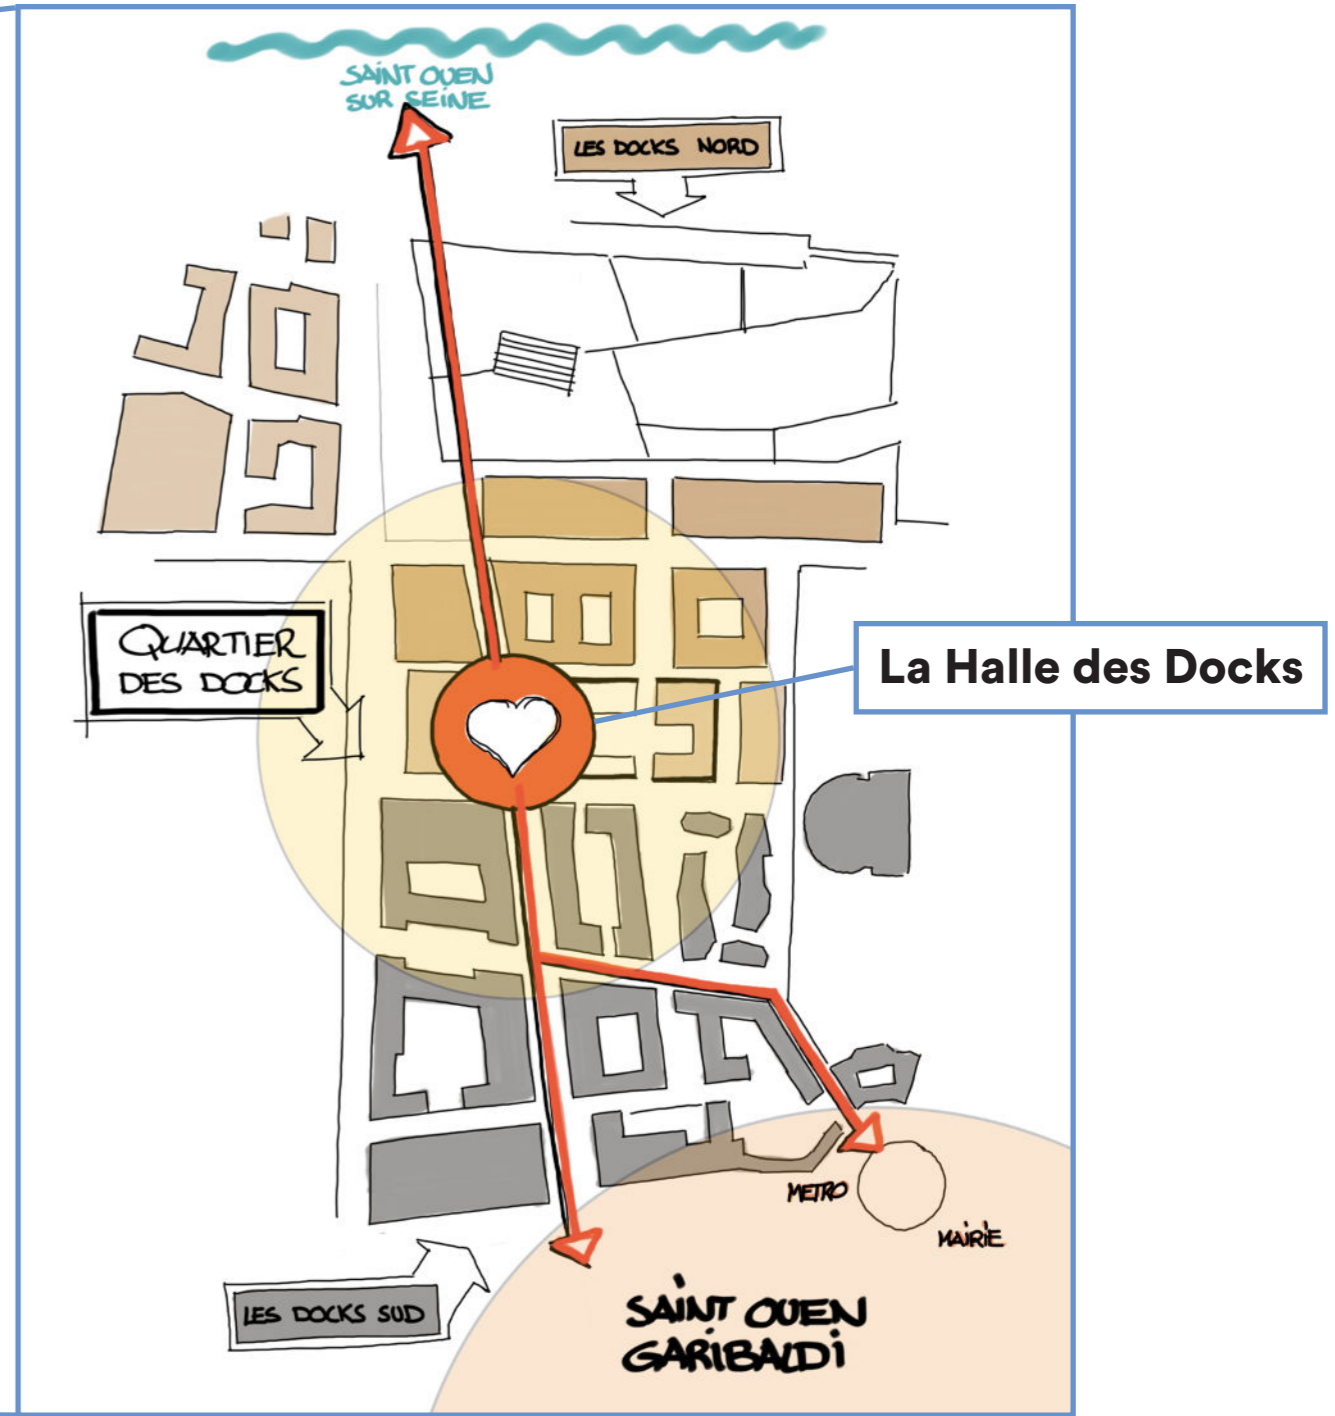 SAINT OUEN
SUR SEINE
LES DOCKS NORD
QUARTIER
DES DOCKS
La Halle des Docks
METRO
MAIRIE
LES DOCKS SUD
SAINT OUEN
GARIBALDI